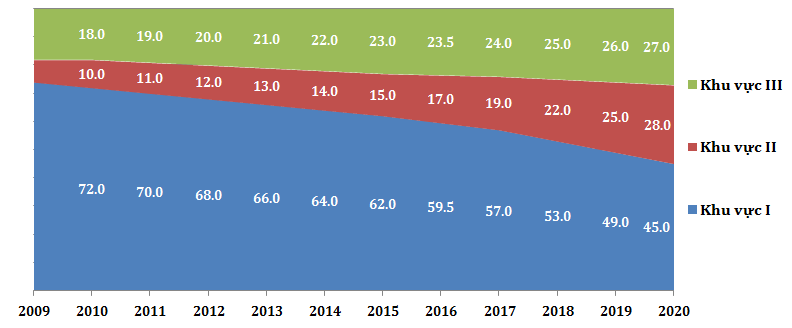 18.0 19.0 20.0 21.0 22.0 23.0 23.5 24.0 25.0 26.0 27.0
10.0 11.0 12.0 13.0 14.0 15.0 17.0 19.0 22.0 25.0 28.0
72.0 70.0 68.0 66.0 64.0 62.0 59.5 57.0 53.0 49.0 45.0
2009 2010 2011 2012 2013 2014 2015 2016 2017 2018 2019 2020
Khu vực III
Khu vực II
Khu vực I